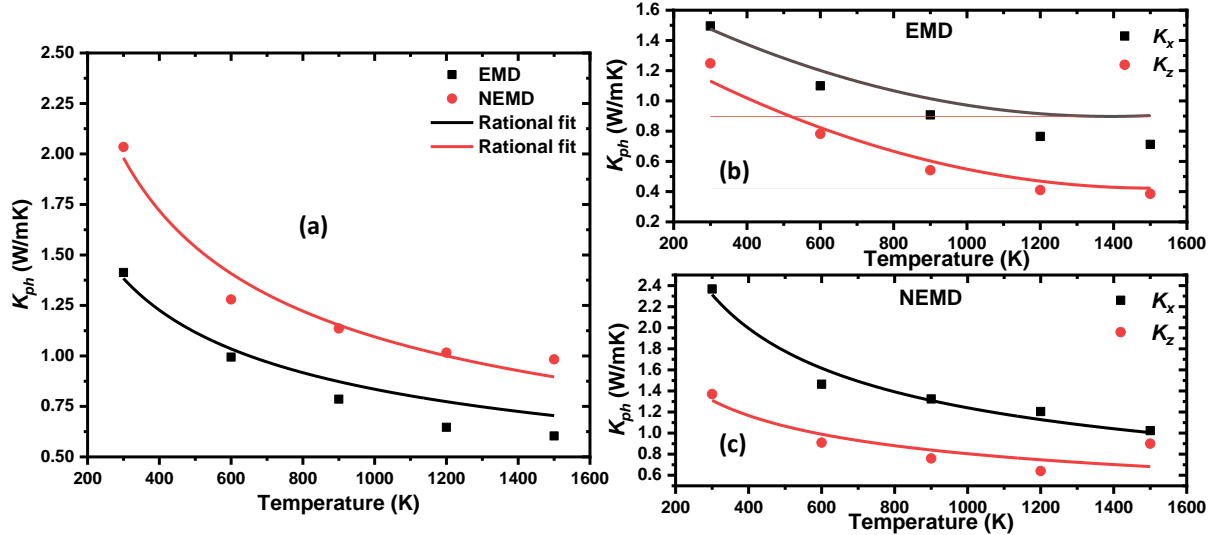 2.50
2.25
2.00
1.75
1.50
1.25
1.00
0.75
0.50
K_ph (W/mK)
EMD
NEMD
Rational fit
Rational fit
(a)
200 400 600 800 1000 1200 1400 1600
Temperature (K)
1.6
1.4
1.2
1.0
0.8
0.6
0.4
0.2
K_ph (W/mK)
EMD
K_x
K_z
(b)
200 400 600 800 1000 1200 1400 1600
Temperature (K)
2.4
2.2
2.0
1.8
1.6
1.4
1.2
1.0
0.8
0.6
K_ph (W/mK)
NEMD
K_x
K_z
(c)
200 400 600 800 1000 1200 1400 1600
Temperature (K)